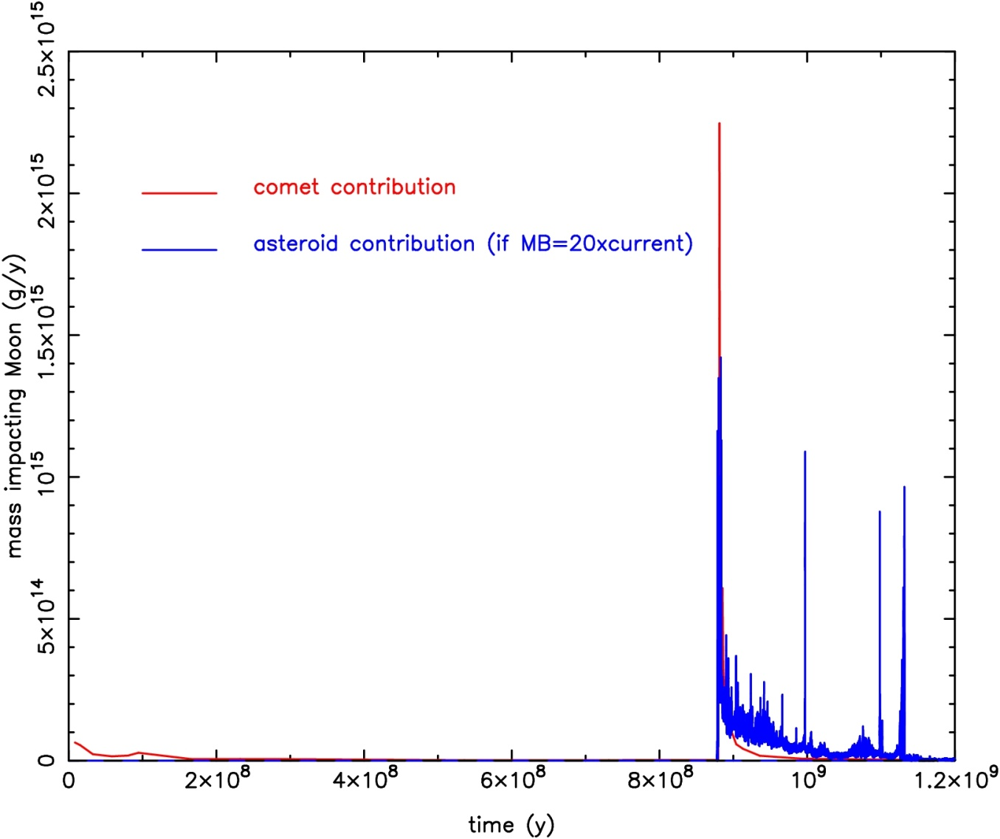 2.5×10¹⁵
2×10¹⁵
1.5×10¹⁵
10¹⁵
5×10¹⁴
0
mass impacting Moon (g/y)
comet contribution
asteroid contribution (if MB=20xcurrent)
0 2×10⁸ 4×10⁸ 6×10⁸ 8×10⁸ 10⁹ 1.2×10⁹
time (y)